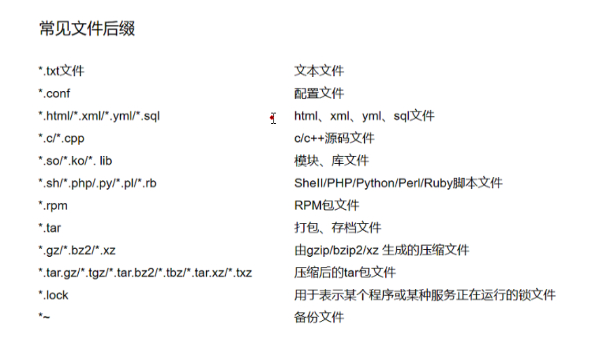 常见文件后缀
*.txt文件 文本文件
*.conf 配置文件
*.html/*.xml/*.yml/*.sql html、xml、yml、sql文件
*.c/*.cpp c/c++源码文件
*.so/*.ko/*. lib 模块、库文件
*.sh/*.php/.py/*.pl/*.rb Shell/PHP/Python/Perl/Ruby脚本文件
*.rpm RPM包文件
*.tar 打包、存档文件
*.gz/*.bz2/*.xz 由gzip/bzip2/xz 生成的压缩文件
*.tar.gz/*.tgz/*.tar.bz2/*.tbz/*.tar.xz/*.txz 压缩后的tar包文件
*.lock 用于表示某个程序或某种服务正在运行的锁文件
*~ 备份文件